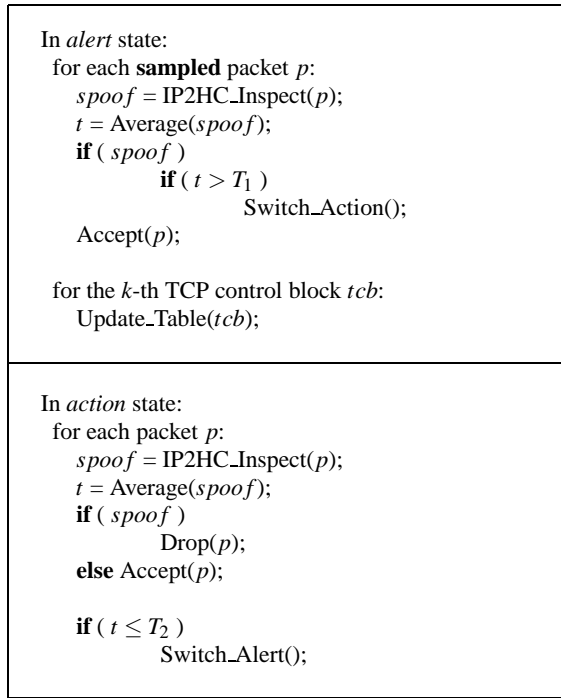 In alert state:
for each sampled packet p:
spoof = IP2HC_Inspect(p);
t = Average(spoof);
if ( spoof )
if ( t > T1 )
Switch_Action();
Accept(p);
for the k-th TCP control block tcb:
Update_Table(tcb);
In action state:
for each packet p:
spoof = IP2HC_Inspect(p);
t = Average(spoof);
if ( spoof )
Drop(p);
else Accept(p);
if ( t ≤ T2 )
Switch_Alert();